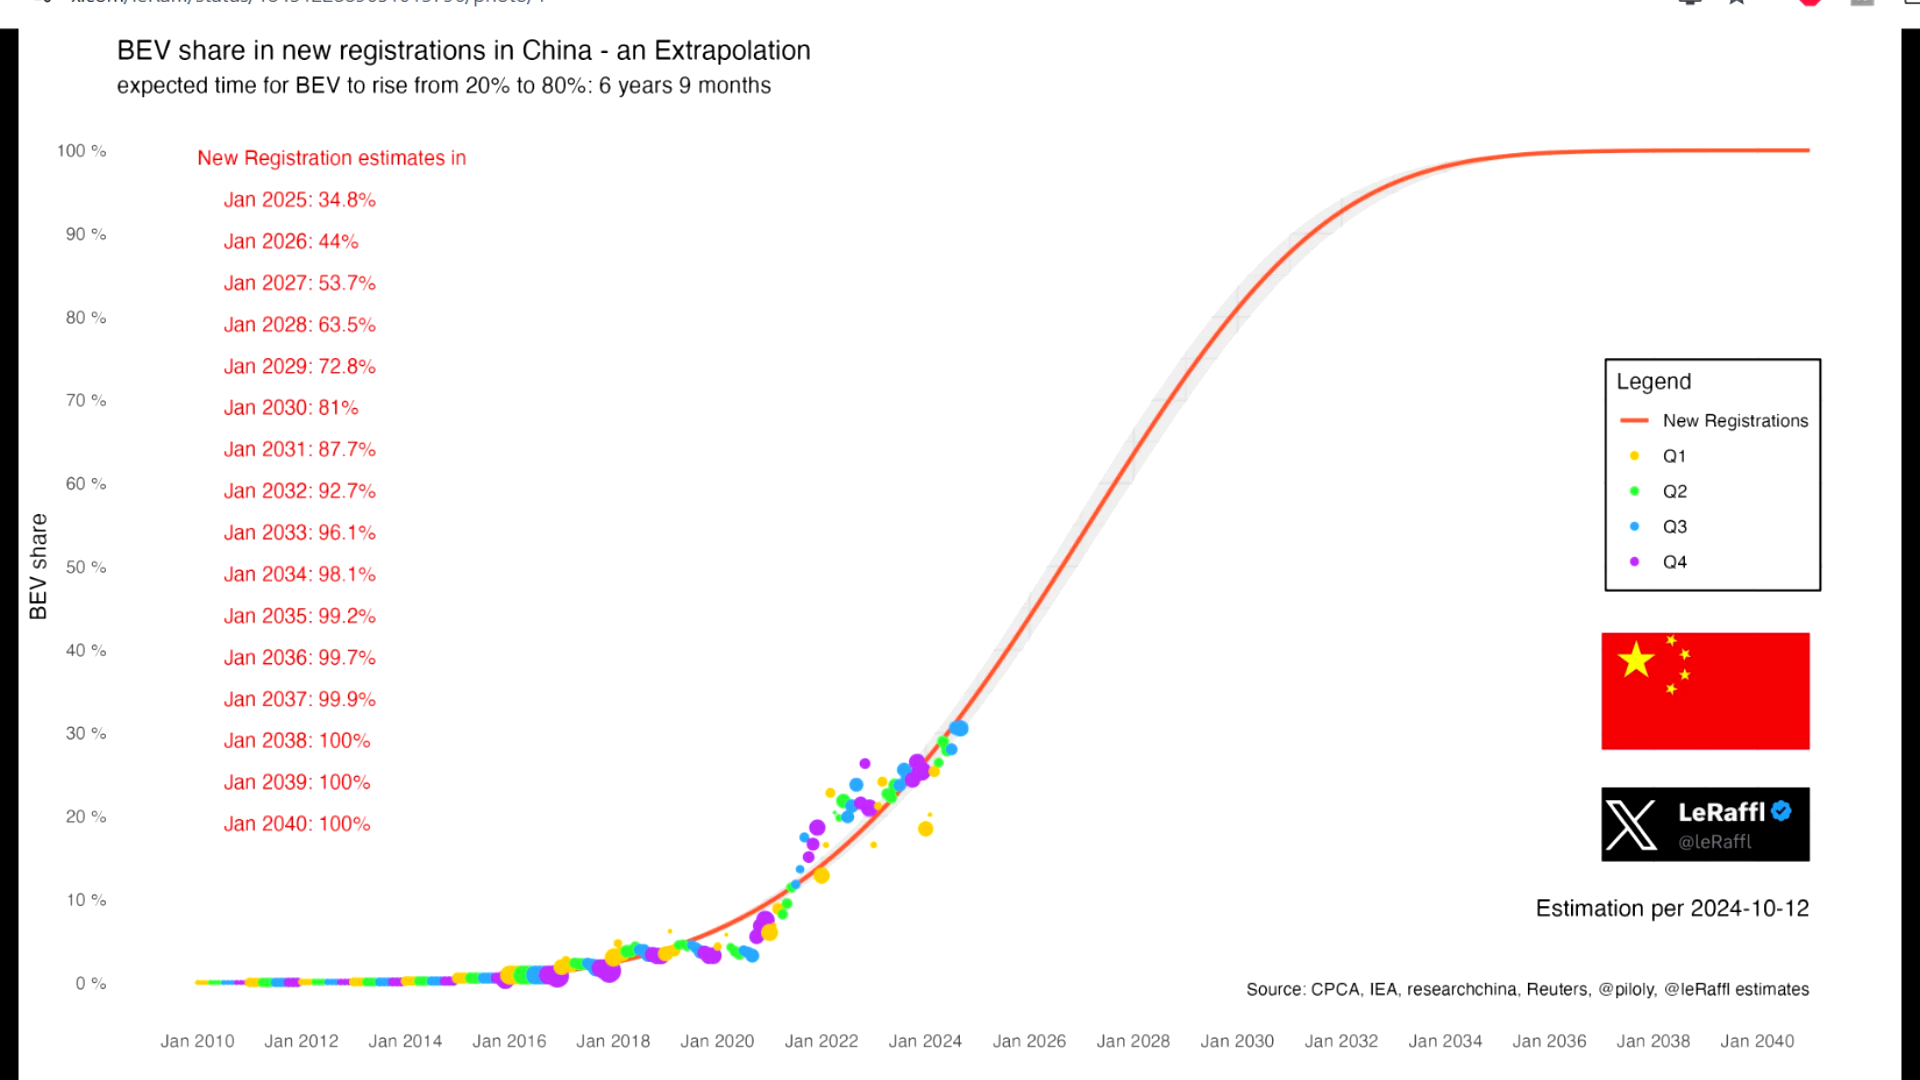 BEV share in new registrations in China - an Extrapolation
expected time for BEV to rise from 20% to 80%: 6 years 9 months
New Registration estimates in
Jan 2025: 34.8%
Jan 2026: 44%
Jan 2027: 53.7%
Jan 2028: 63.5%
Jan 2029: 72.8%
Jan 2030: 81%
Jan 2031: 87.7%
Jan 2032: 92.7%
Jan 2033: 96.1%
Jan 2034: 98.1%
Jan 2035: 99.2%
Jan 2036: 99.7%
Jan 2037: 99.9%
Jan 2038: 100%
Jan 2039: 100%
Jan 2040: 100%
100 %
90 %
80 %
70 %
60 %
50 %
40 %
30 %
20 %
10 %
0 %
BEV share
Legend
New Registrations
Q1
Q2
Q3
Q4
LeRaffl
@leRaffl
Estimation per 2024-10-12
Source: CPCA, IEA, researchchina, Reuters, @piloly, @leRaffl estimates
Jan 2010
Jan 2012
Jan 2014
Jan 2016
Jan 2018
Jan 2020
Jan 2022
Jan 2024
Jan 2026
Jan 2028
Jan 2030
Jan 2032
Jan 2034
Jan 2036
Jan 2038
Jan 2040